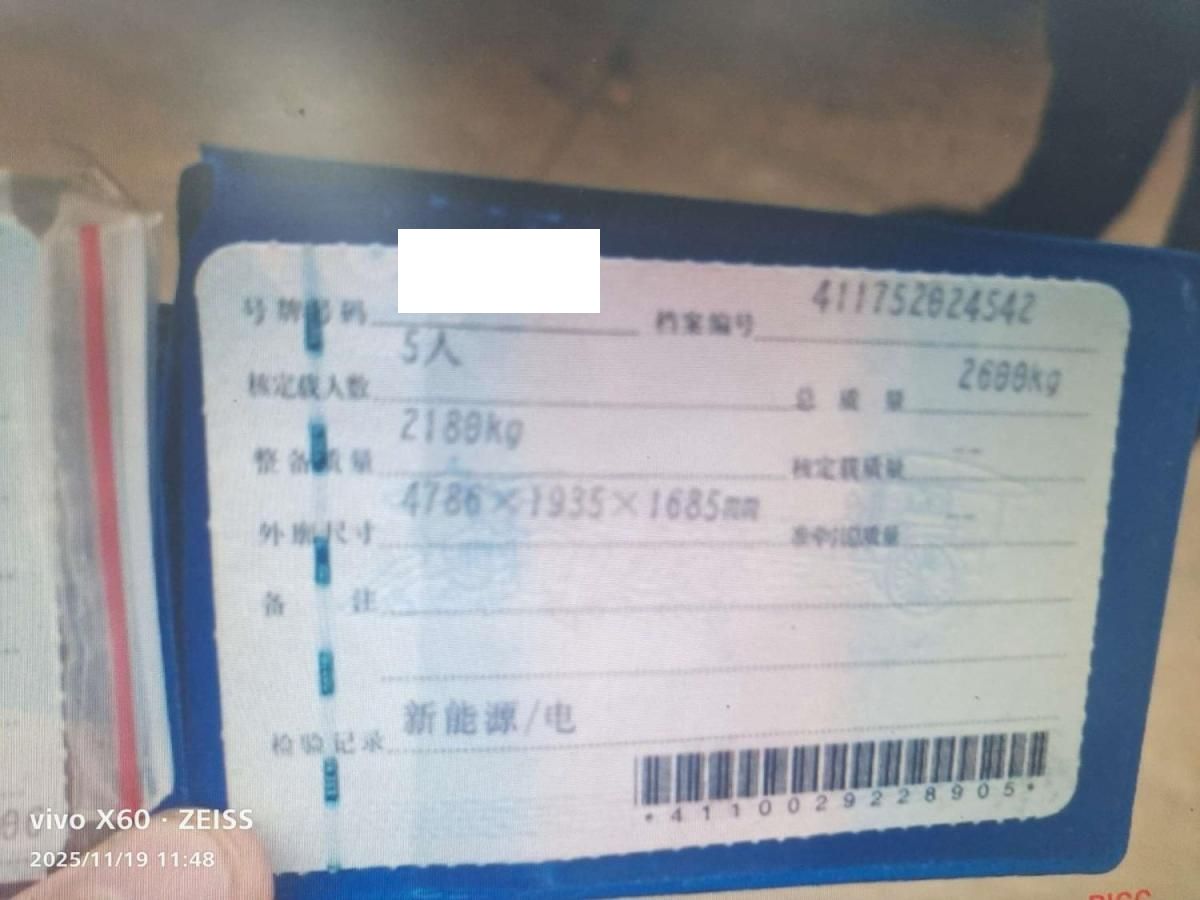 号牌号码 档案编号 411752024542
核定载人数 5人 总质量 2600kg
整备质量 2180kg 核定载质量 --
外廓尺寸 4786×1935×1685mm 准牵引总质量 --
备注
检验记录 新能源/电
*4110029228905*
vivo X60 · ZEISS
2025/11/19 11:48
PICC